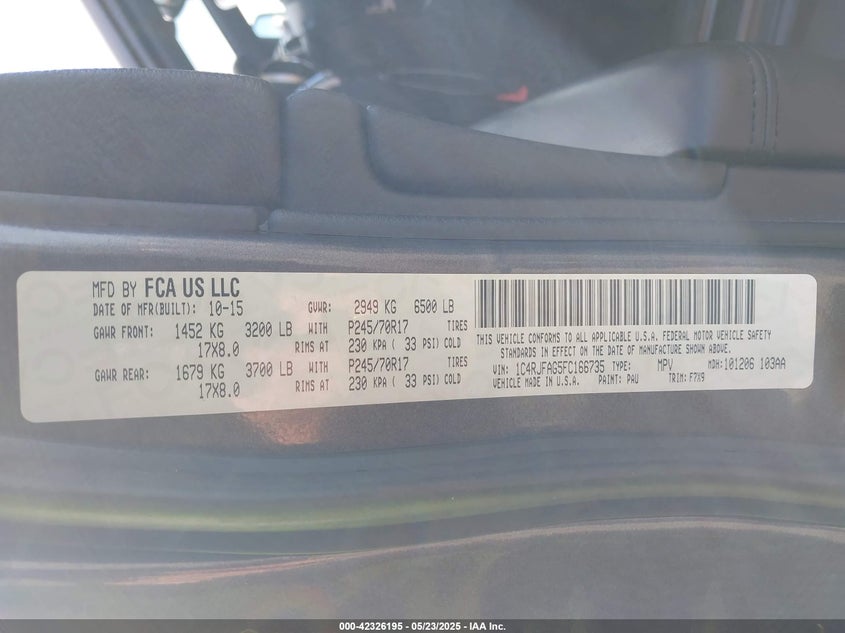 MFD BY FCA US LLC
DATE OF MFR(BUILT): 10-15 GVWR: 2949 KG 6500 LB
GAWR FRONT: 1452 KG 3200 LB WITH P245/70R17 TIRES
17X8.0 RIMS AT 230 KPA ( 33 PSI) COLD
GAWR REAR: 1679 KG 3700 LB WITH P245/70R17 TIRES
17X8.0 RIMS AT 230 KPA ( 33 PSI) COLD
THIS VEHICLE CONFORMS TO ALL APPLICABLE U.S.A. FEDERAL MOTOR VEHICLE SAFETY
STANDARDS IN EFFECT ON THE DATE OF MANUFACTURE SHOWN ABOVE.
VIN: 1C4RJFAG5FC166735 TYPE: MPV MDH: 101206 103AA
VEHICLE MADE IN U.S.A. PAINT: PAU TRIM: F7X9
000-42326195 - 05/23/2025 - IAA Inc.